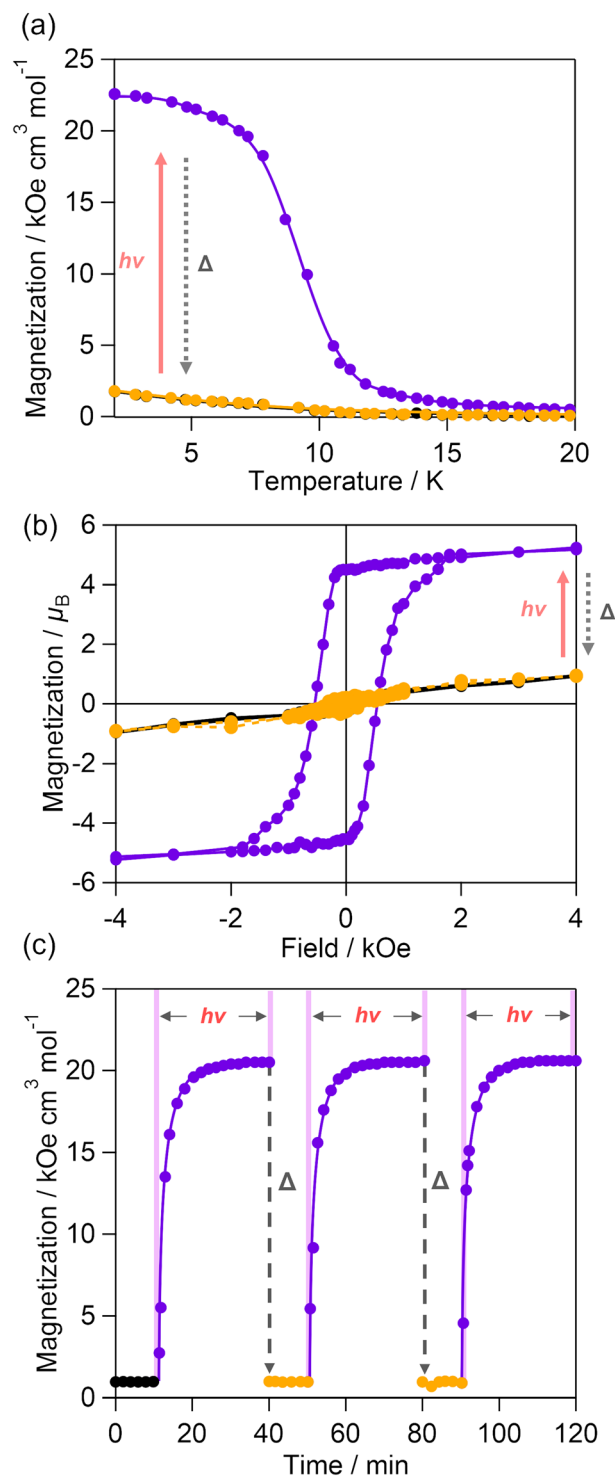 (a)
25
20
15
10
5
0
Magnetization / kOe cm³ mol⁻¹
hν
Δ
5 10 15 20
Temperature / K
(b)
6
4
2
0
-2
-4
-6
Magnetization / μB
hν
Δ
-4 -2 0 2 4
Field / kOe
(c)
25
20
15
10
5
0
Magnetization / kOe cm³ mol⁻¹
hν hν hν
Δ Δ
0 20 40 60 80 100 120
Time / min